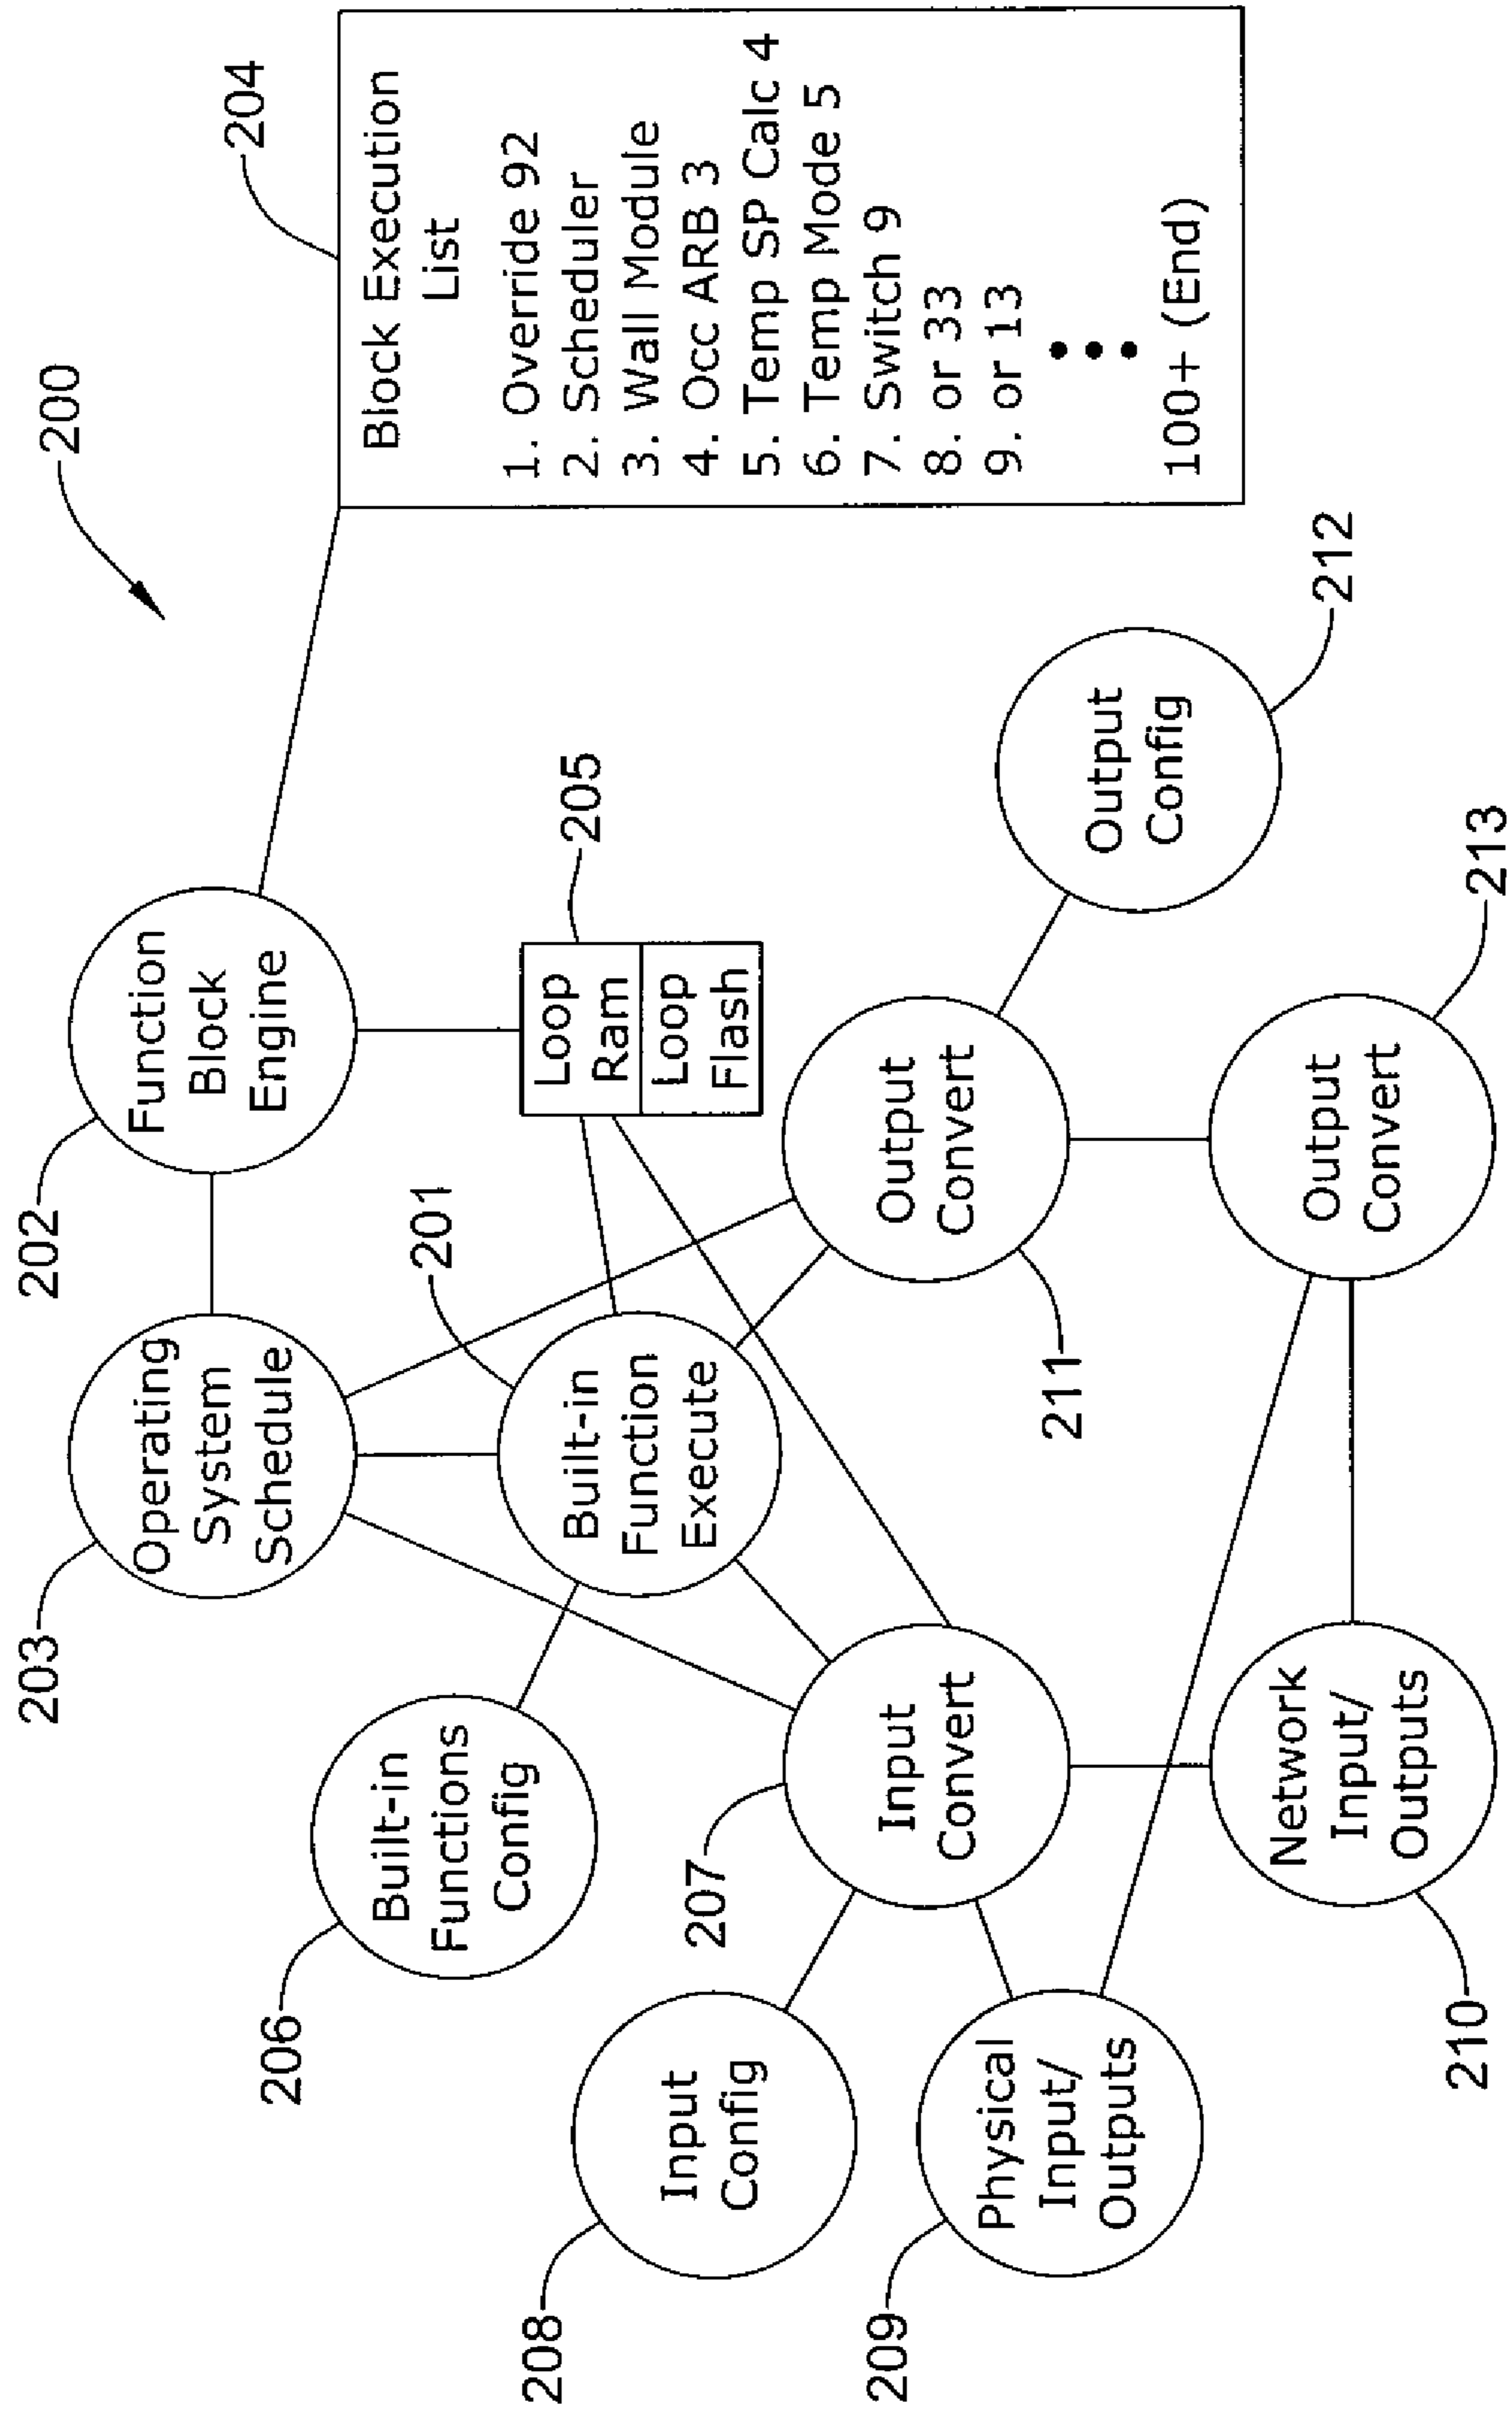 200
203
Operating
System
Schedule
202
Function
Block
Engine
204
Block Execution
List
1. Override 92
2. Scheduler
3. Wall Module
4. Occ ARB 3
5. Temp SP Calc 4
6. Temp Mode 5
7. Switch 9
8. or 33
9. or 13
100+ (End)
206
Built-in
Functions
Config
201
Built-in
Function
Execute
205
Loop
Ram
Loop
Flash
208
Input
Config
207
Input
Convert
211
Output
Convert
212
Output
Config
209
Physical
Input/
Outputs
210
Network
Input/
Outputs
213
Output
Convert